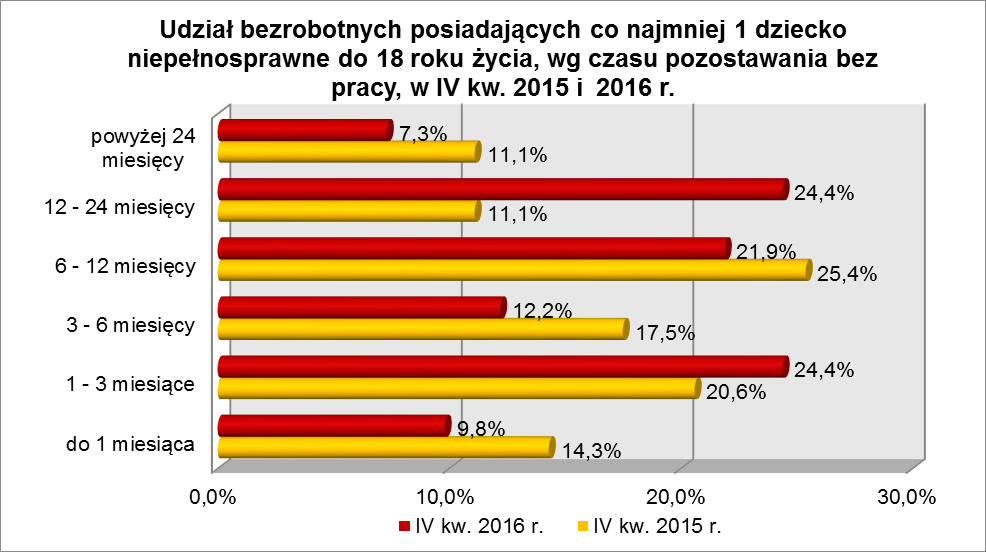 Udział bezrobotnych posiadających co najmniej 1 dziecko
niepełnosprawne do 18 roku życia, wg czasu pozostawania bez
pracy, w IV kw. 2015 i 2016 r.
powyżej 24
miesięcy
7,3%
11,1%
12 - 24 miesięcy
24,4%
11,1%
6 - 12 miesięcy
21,9%
25,4%
3 - 6 miesięcy
12,2%
17,5%
1 - 3 miesiące
24,4%
20,6%
do 1 miesiąca
9,8%
14,3%
0,0% 10,0% 20,0% 30,0%
IV kw. 2016 r. IV kw. 2015 r.